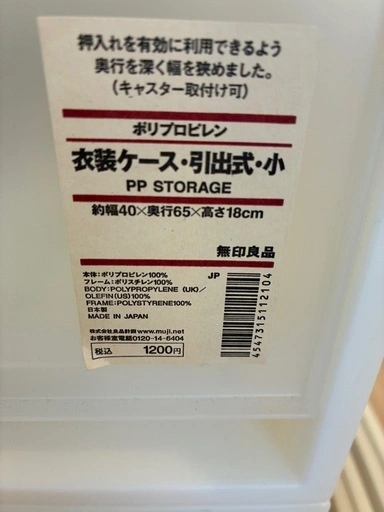 押入れを有効に利用できるよう
奥行を深く幅を狭めました。
(キャスター取付け可)
ポリプロピレン
衣装ケース・引出式・小
PP STORAGE
約幅40×奥行65×高さ18cm
無印良品
本体:ポリプロピレン100%
フレーム:ポリスチレン100%
BODY:POLYPROPYLENE (UK)/
OLEFIN(US)100%
FRAME:POLYSTYRENE100%
日本製
MADE IN JAPAN
株式会社良品計画 www.muji.net
お客様室電話0120-14-6404
税込 1200円
JP
4547315112104